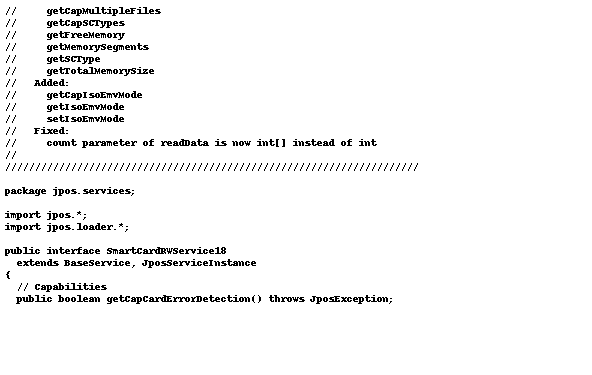 //     getCapMultipleFiles
//     getCapSCTypes
//     getFreeMemory
//     getMemorySegments
//     getSCType
//     getTotalMemorySize
//   Added:
//     getCapIsoEmvMode
//     getIsoEmvMode
//     setIsoEmvMode
//   Fixed:
//     count parameter of readData is now int[] instead of int
//
/////////////////////////////////////////////////////////////////////
package jpos.services;
import jpos.*;
import jpos.loader.*;
public interface SmartCardRWService18
  extends BaseService, JposServiceInstance
{
  // Capabilities
  public boolean getCapCardErrorDetection() throws JposException;